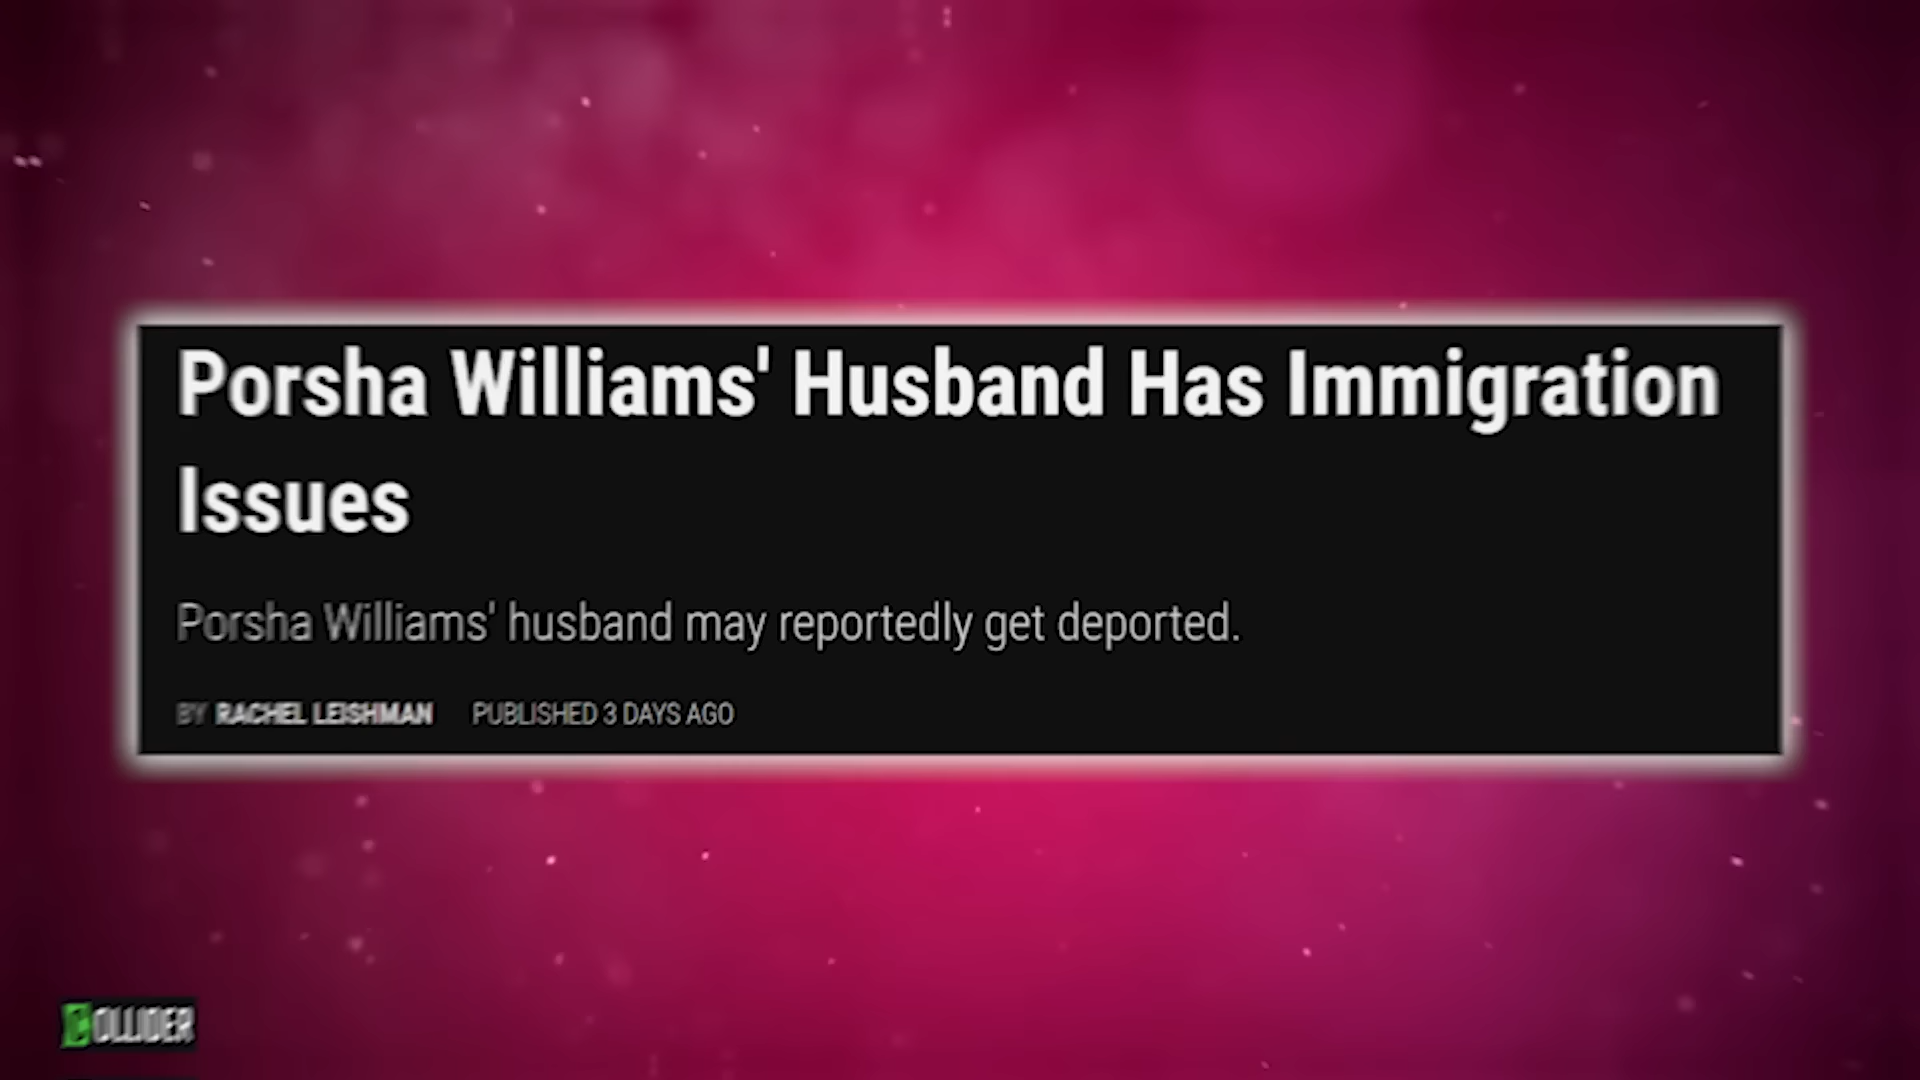 Porsha Williams' Husband Has Immigration
Issues
Porsha Williams' husband may reportedly get deported.
BY RACHEL LEISHMAN PUBLISHED 3 DAYS AGO
COLLIDER